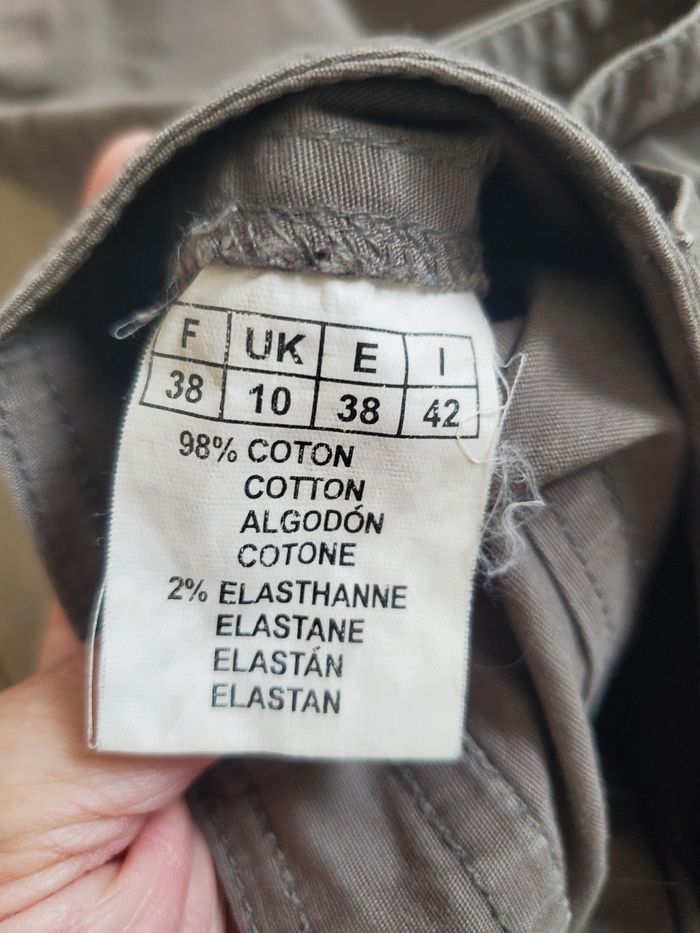 F UK E I
38 10 38 42
98% COTON
COTTON
ALGODÓN
COTONE
2% ELASTHANNE
ELASTANE
ELASTÁN
ELASTAN